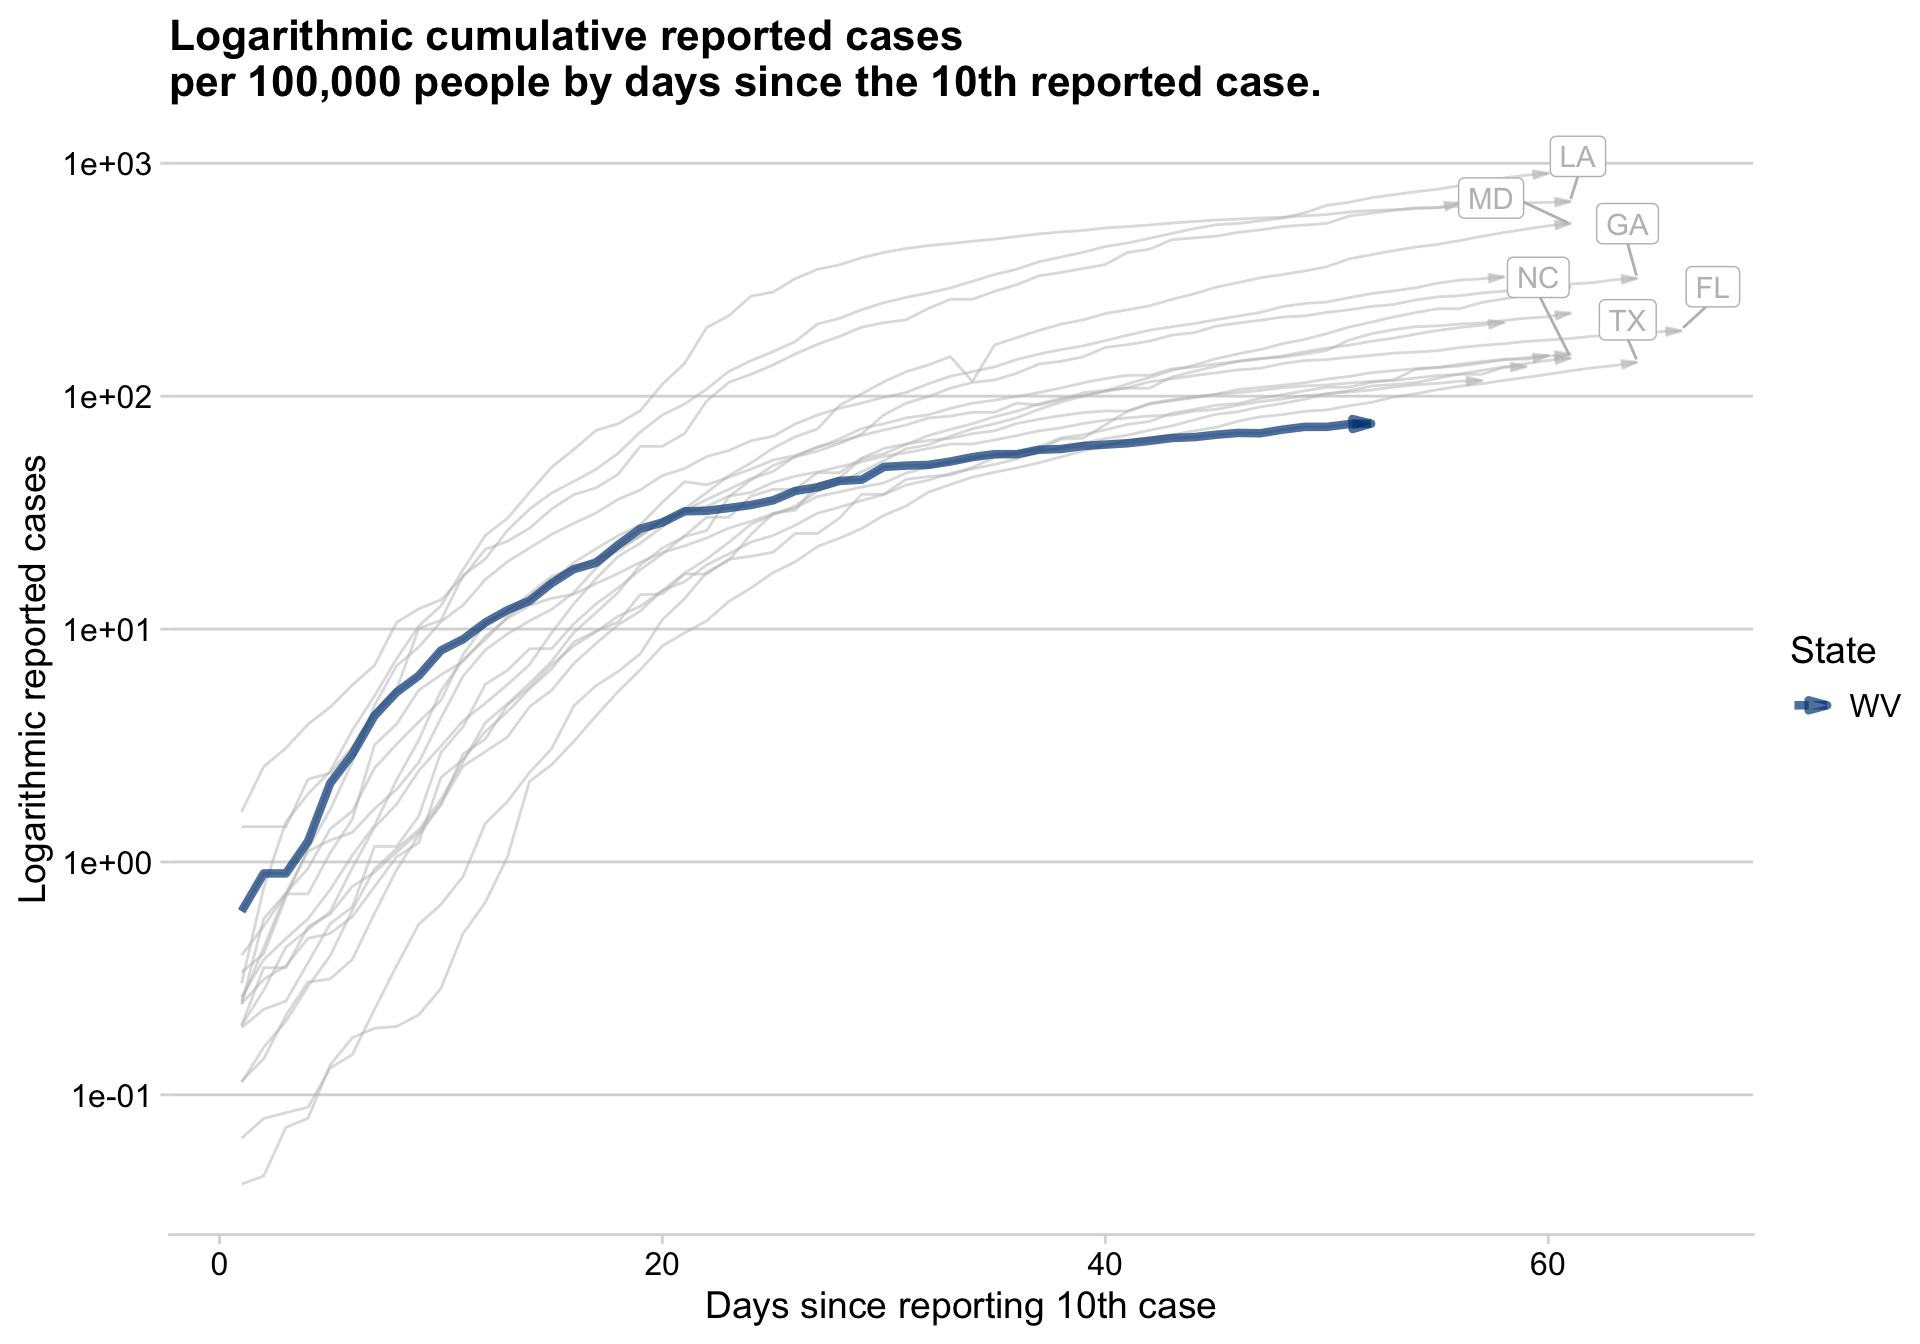 Logarithmic cumulative reported cases
per 100,000 people by days since the 10th reported case.
1e+03
1e+02
1e+01
1e+00
1e-01
Logarithmic reported cases
LA
MD
GA
NC
FL
TX
State
WV
0
20
40
60
Days since reporting 10th case